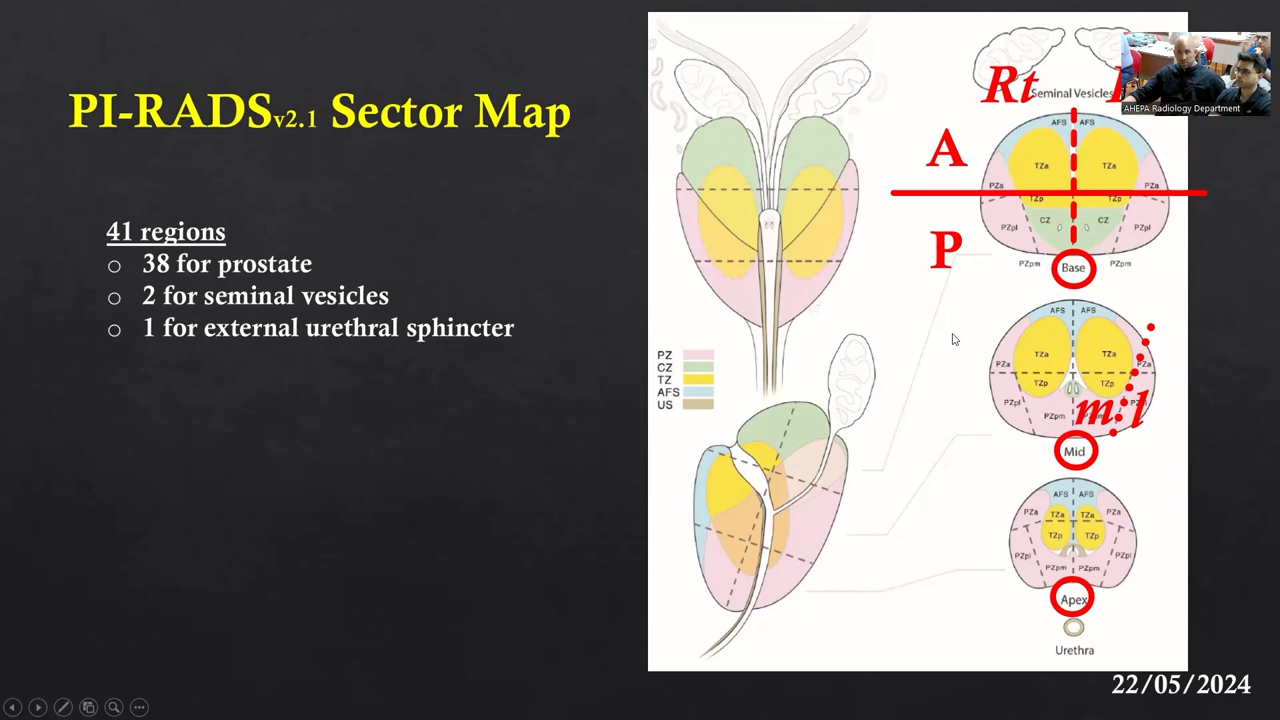 PI-RADSv2.1 Sector Map
41 regions
38 for prostate
2 for seminal vesicles
1 for external urethral sphincter
PZ
CZ
TZ
AFS
US
Rt
Seminal Vesicles
AHEPA Radiology Department
A
P
AFS AFS
TZa TZa
PZa PZa
TZp TZp
CZ CZ
PZpl PZpl
PZpm PZpm
Base
AFS AFS
TZa TZa
PZa PZa
TZp TZp
PZpl
PZpm
m l
Mid
AFS AFS
PZa TZa TZa PZa
TZp TZp
PZpl PZpl
PZpm PZpm
Apex
Urethra
22/05/2024